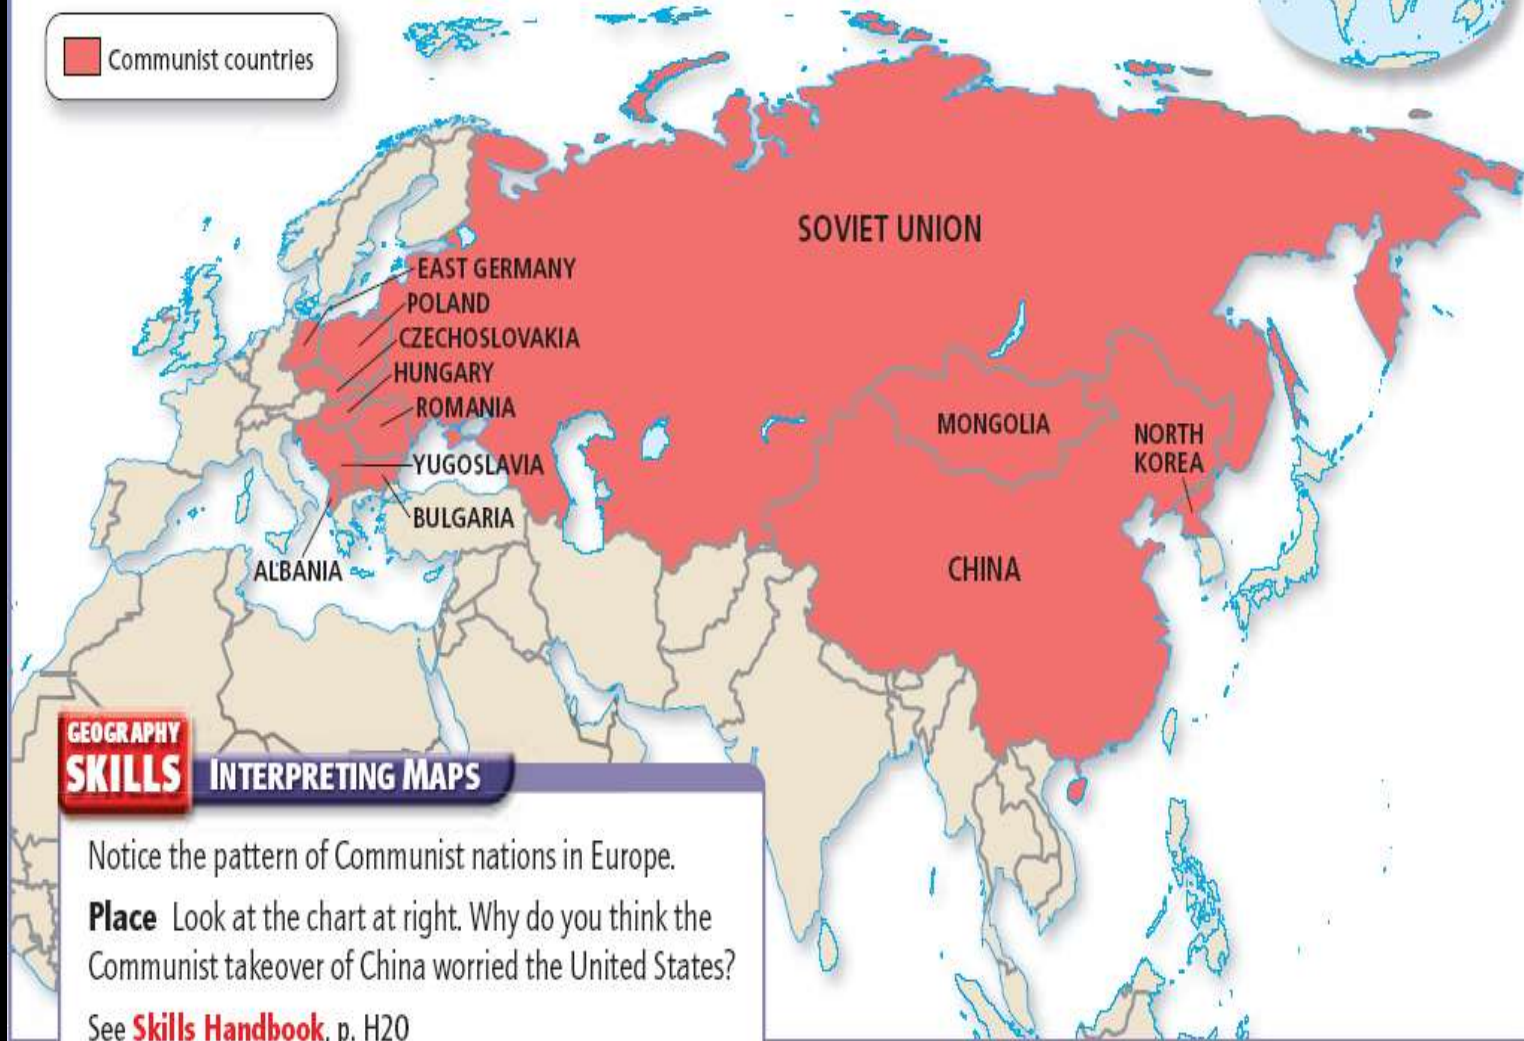 Communist countries
SOVIET UNION
EAST GERMANY
POLAND
CZECHOSLOVAKIA
HUNGARY
ROMANIA
YUGOSLAVIA
BULGARIA
ALBANIA
MONGOLIA
NORTH
KOREA
CHINA
GEOGRAPHY
SKILLS
INTERPRETING MAPS
Notice the pattern of Communist nations in Europe.
Place Look at the chart at right. Why do you think the
Communist takeover of China worried the United States?
See Skills Handbook, p. H20